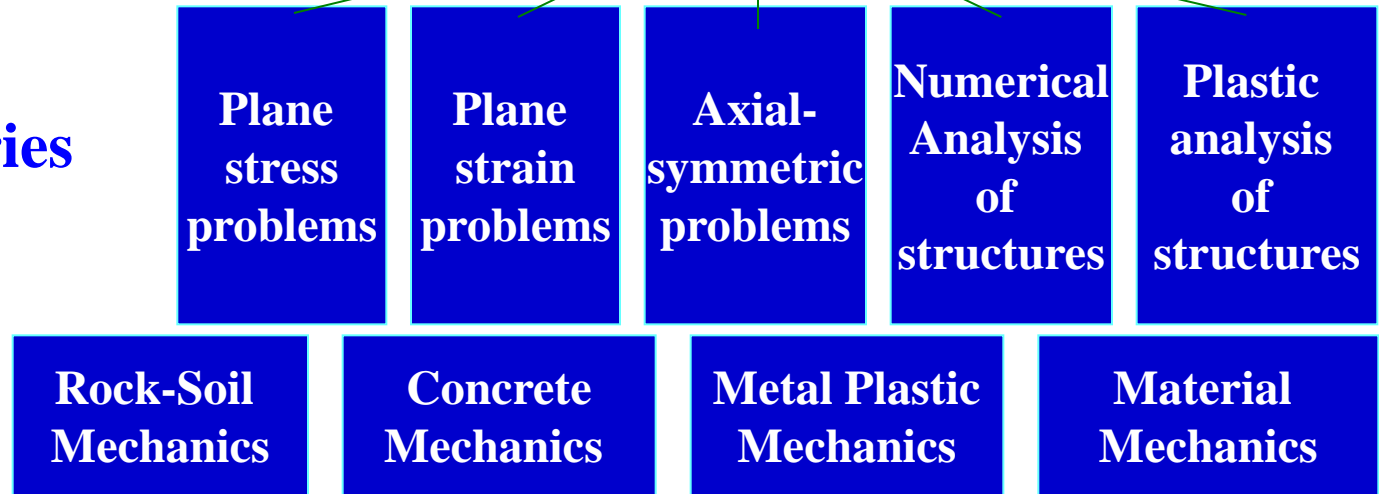 Plane
stress
problems
Plane
strain
problems
Axial-
symmetric
problems
Numerical
Analysis
of
structures
Plastic
analysis
of
structures
Rock-Soil
Mechanics
Concrete
Mechanics
Metal Plastic
Mechanics
Material
Mechanics